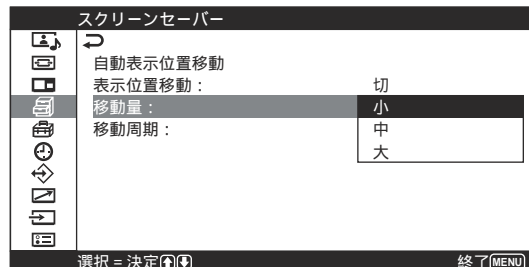 スクリーンセーバー
自動表示位置移動
表示位置移動： 切
移動量： 小
移動周期： 中
大
選択 = 決定 終了 MENU